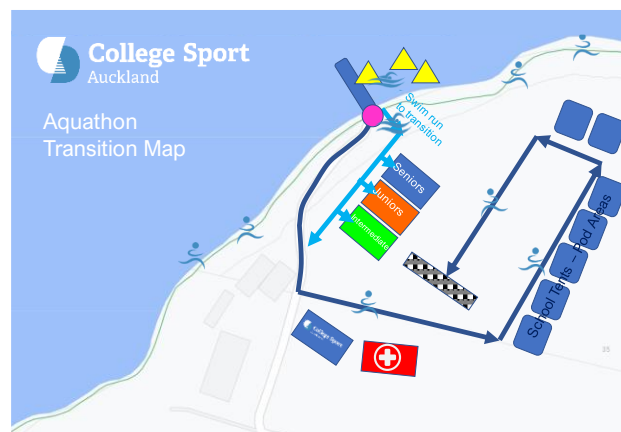 College Sport
Auckland
Aquathon
Transition Map
Swim run
to transition
Seniors
Juniors
Intermediate
School Tents – Pod Areas
College Sport
35